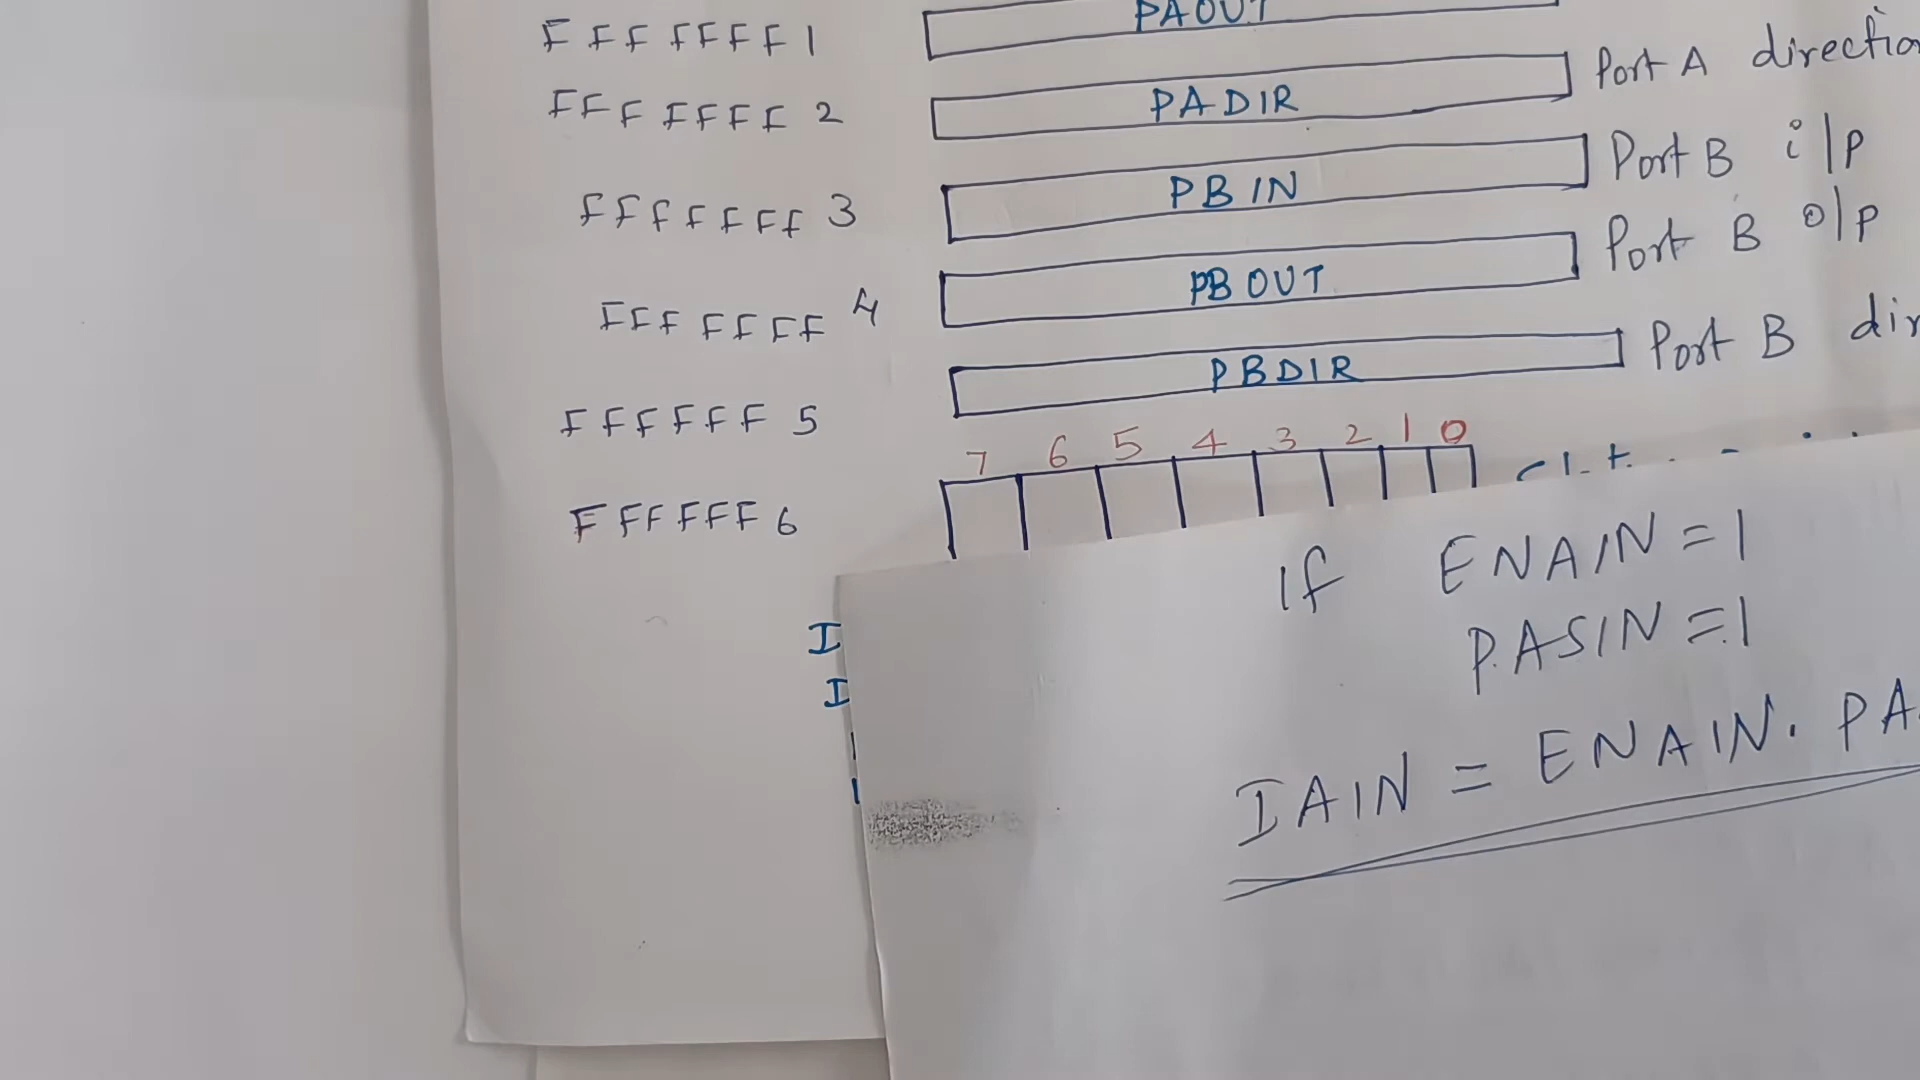 FFFFFFF1 PAOUT
FFFFFFF2 PADIR Port A direction
FFFFFFF3 PBIN Port B i/p
FFFFFFF4 PBOUT Port B o/p
FFFFFF5 PBDIR Port B dir
7 6 5 4 3 2 1 0
FFFFFF6
I
I
If ENAIN=1
PASIN=1
IAIN = ENAIN. PA